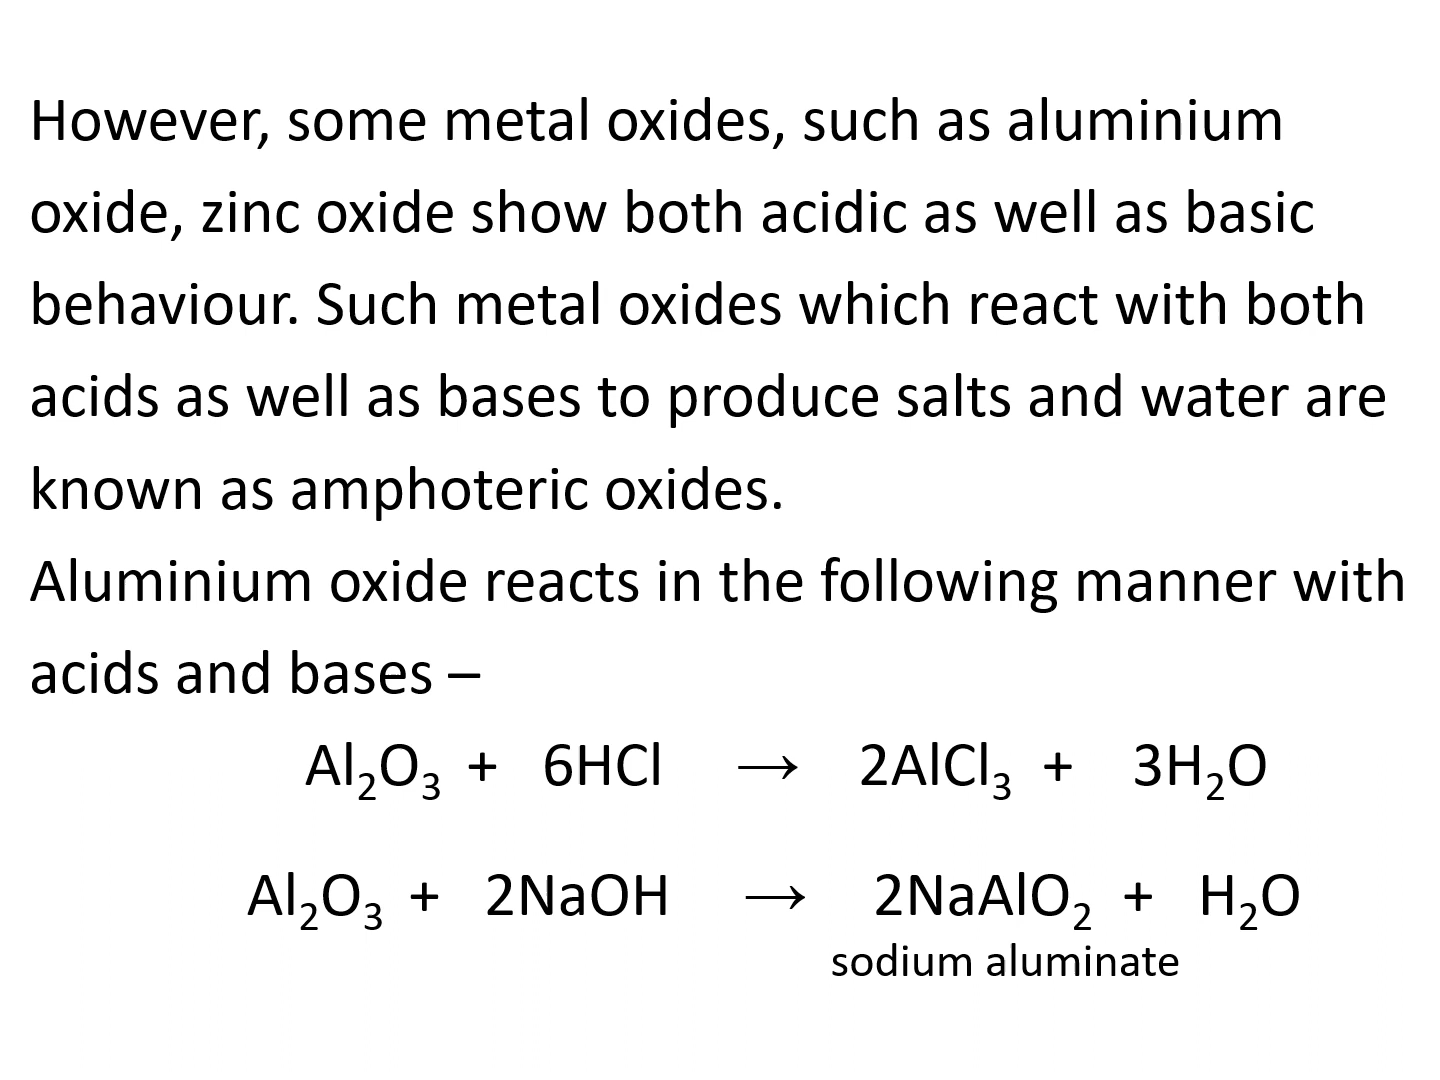 However, some metal oxides, such as aluminium
oxide, zinc oxide show both acidic as well as basic
behaviour. Such metal oxides which react with both
acids as well as bases to produce salts and water are
known as amphoteric oxides.
Aluminium oxide reacts in the following manner with
acids and bases –
Al₂O₃ + 6HCl → 2AlCl₃ + 3H₂O
Al₂O₃ + 2NaOH → 2NaAlO₂ + H₂O
sodium aluminate